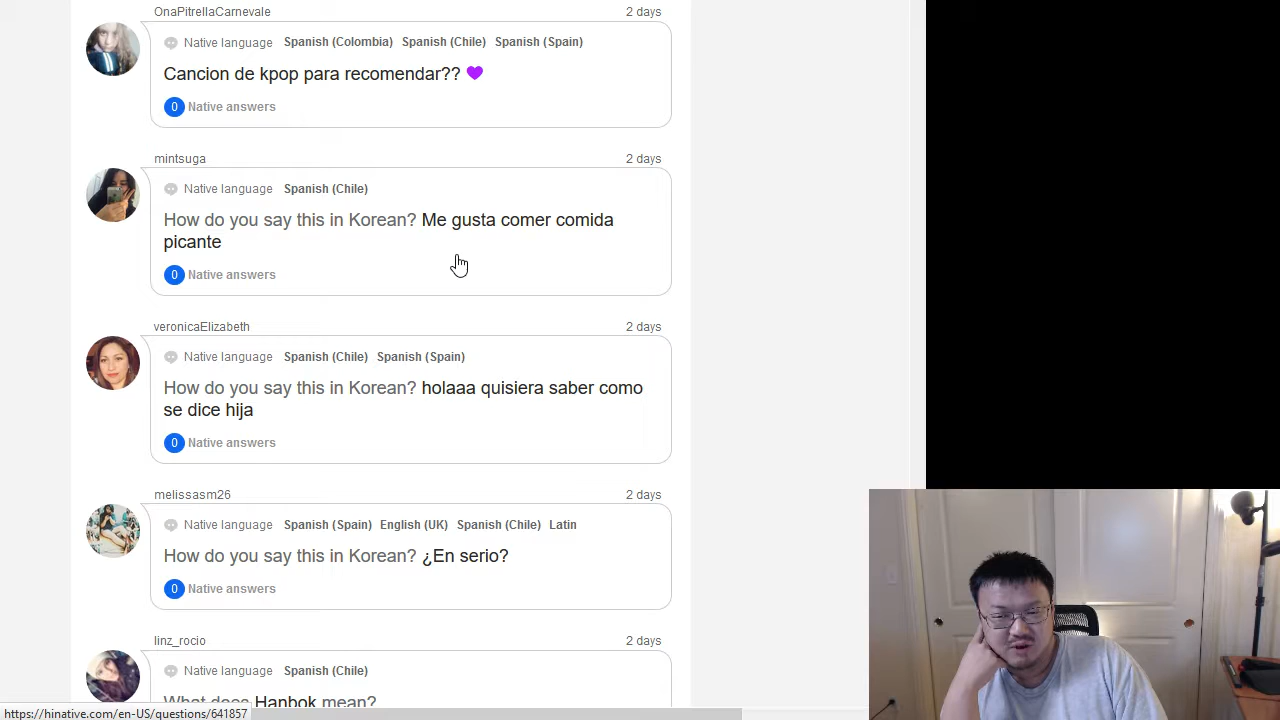 OnaPitrellaCarnevale 2 days
Native language Spanish (Colombia) Spanish (Chile) Spanish (Spain)
Cancion de kpop para recomendar?? 💜
0 Native answers
mintsuga 2 days
Native language Spanish (Chile)
How do you say this in Korean? Me gusta comer comida
picante
0 Native answers
veronicaElizabeth 2 days
Native language Spanish (Chile) Spanish (Spain)
How do you say this in Korean? holaaa quisiera saber como
se dice hija
0 Native answers
melissasm26 2 days
Native language Spanish (Spain) English (UK) Spanish (Chile) Latin
How do you say this in Korean? ¿En serio?
0 Native answers
linz_rocio 2 days
Native language Spanish (Chile)
What does Hanbok mean?
https://hinative.com/en-US/questions/641857